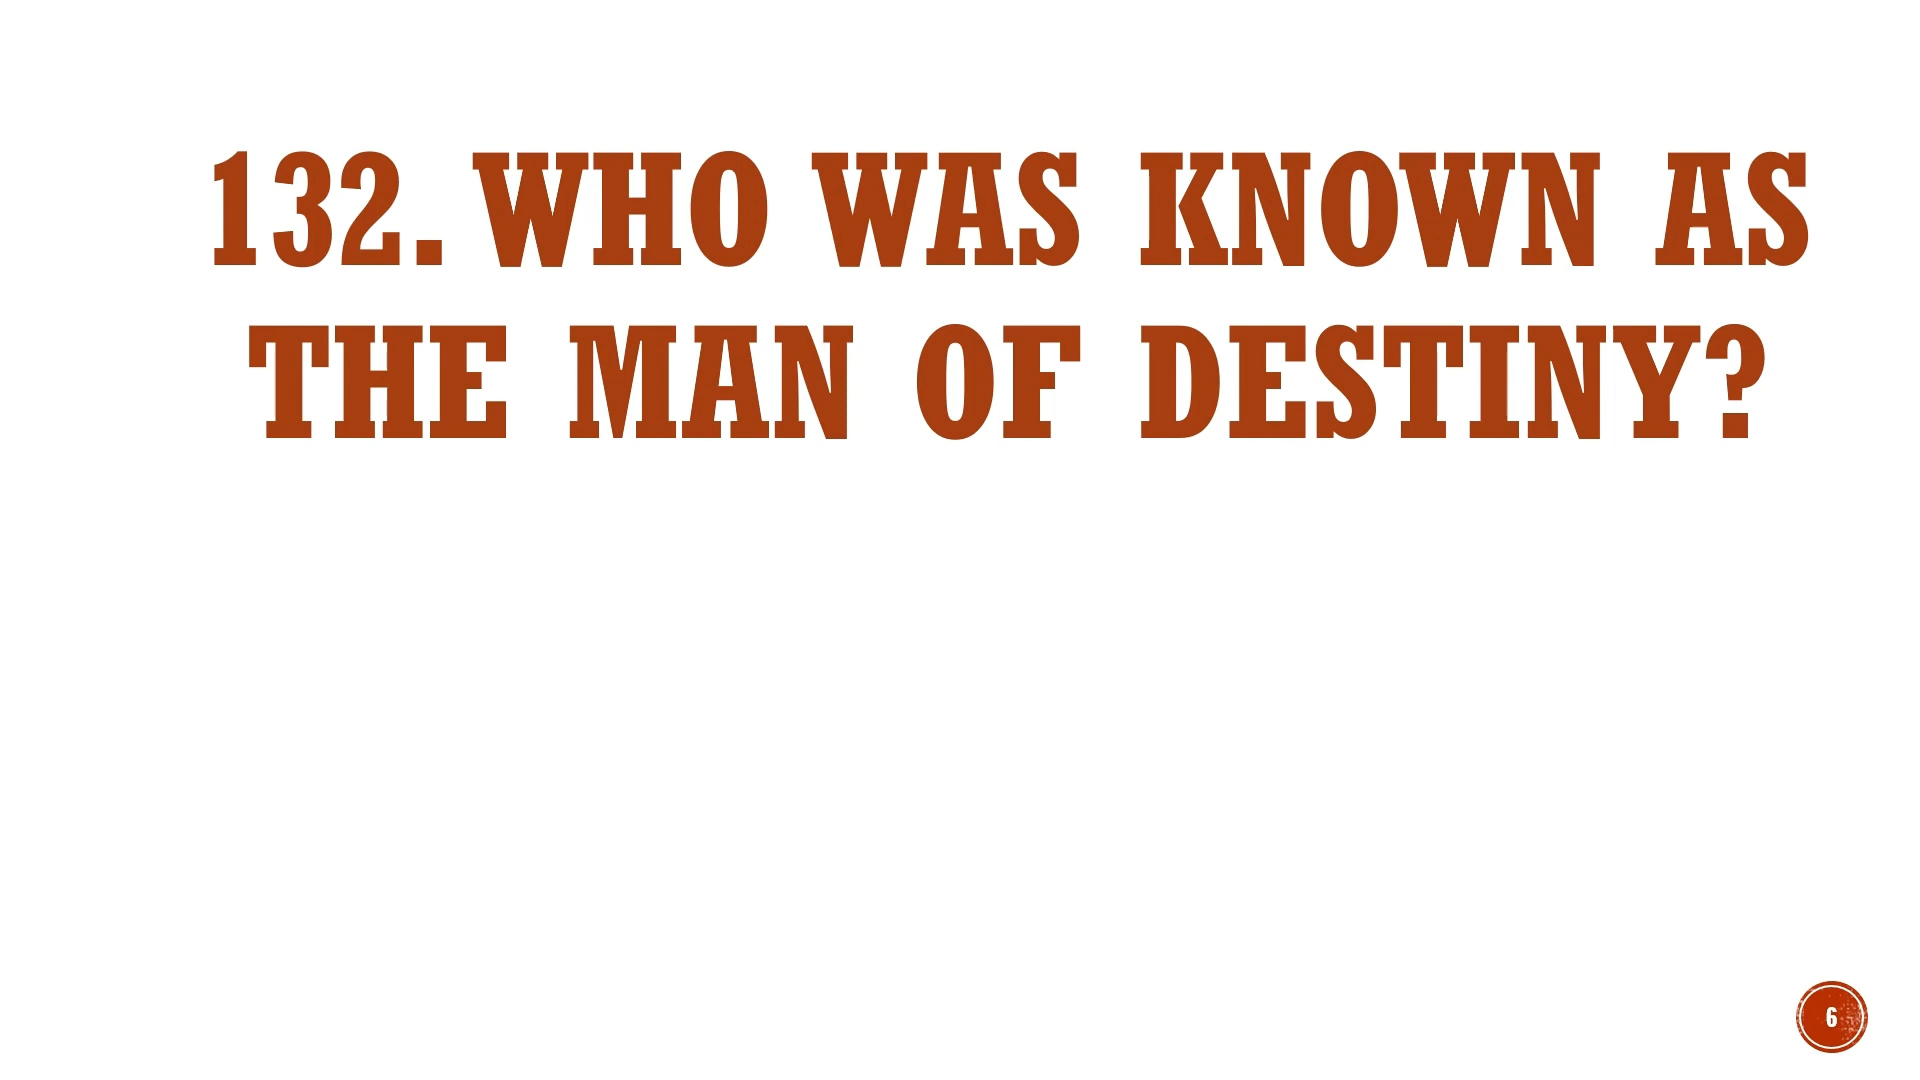 132. WHO WAS KNOWN AS
THE MAN OF DESTINY?
6